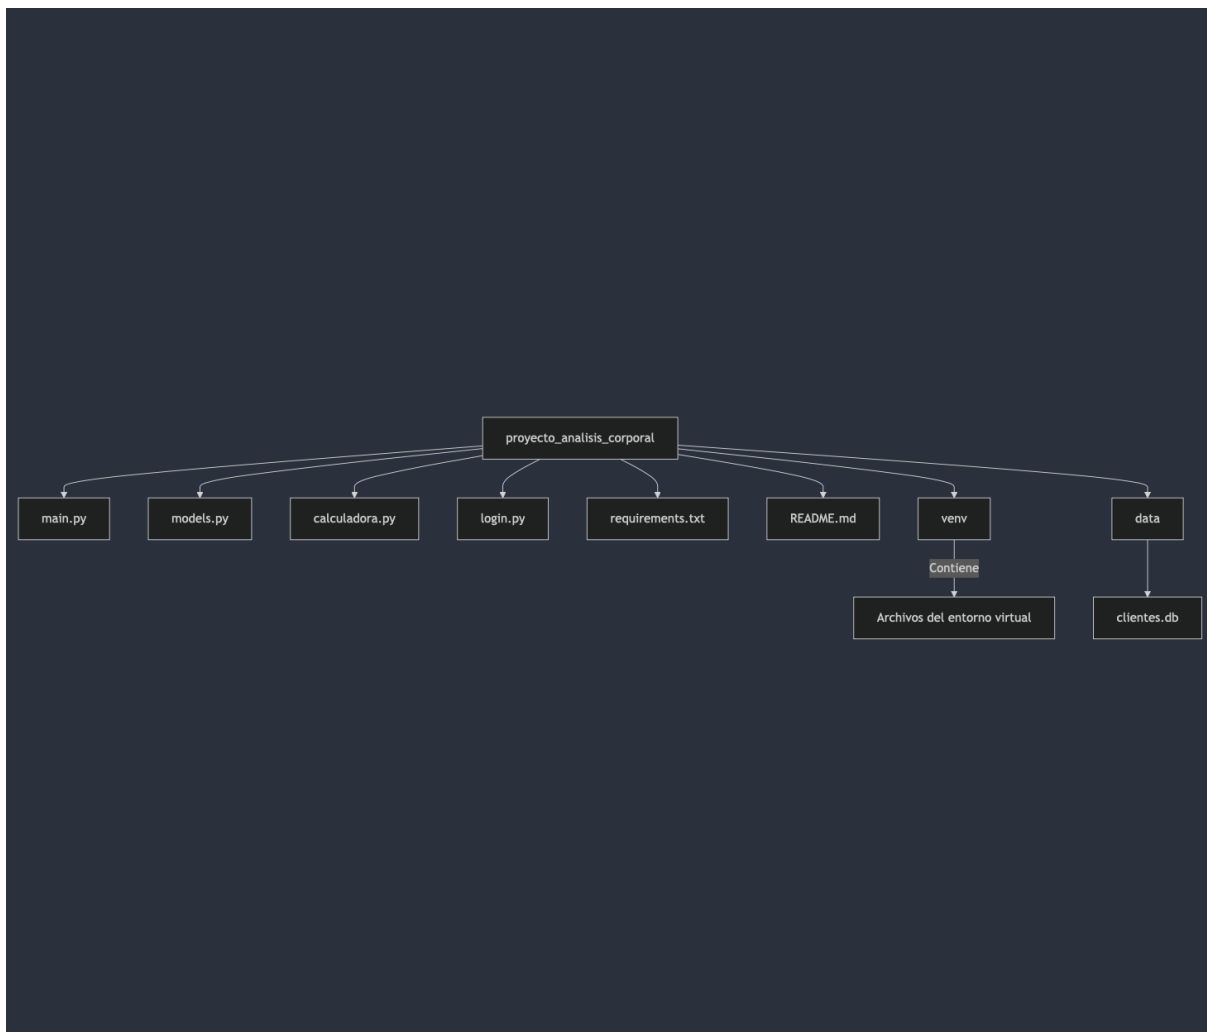 proyecto_analisis_corporal
main.py
models.py
calculadora.py
login.py
requirements.txt
README.md
venv
data
Contiene
Archivos del entorno virtual
clientes.db